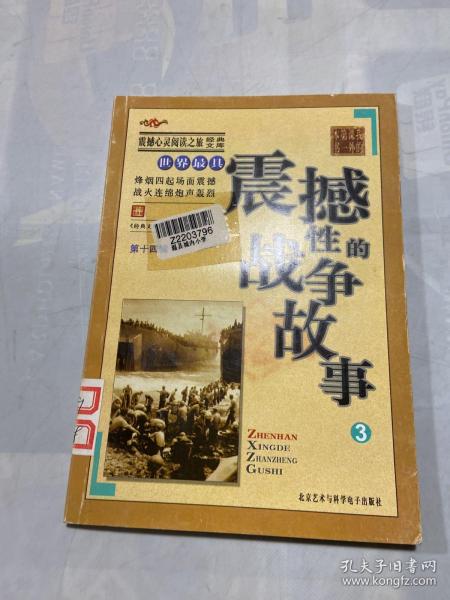 震撼心灵阅读之旅经典文库
世界最具
震撼性的战争故事
烽烟四起场面震撼
战火连绵炮声轰烈
Z2203796
第十四
3
ZHENHAN
XINGDE
ZHANZHENG
GUSHI
北京艺术与科学电子出版社
孔夫子旧书网
www.kongfz.com